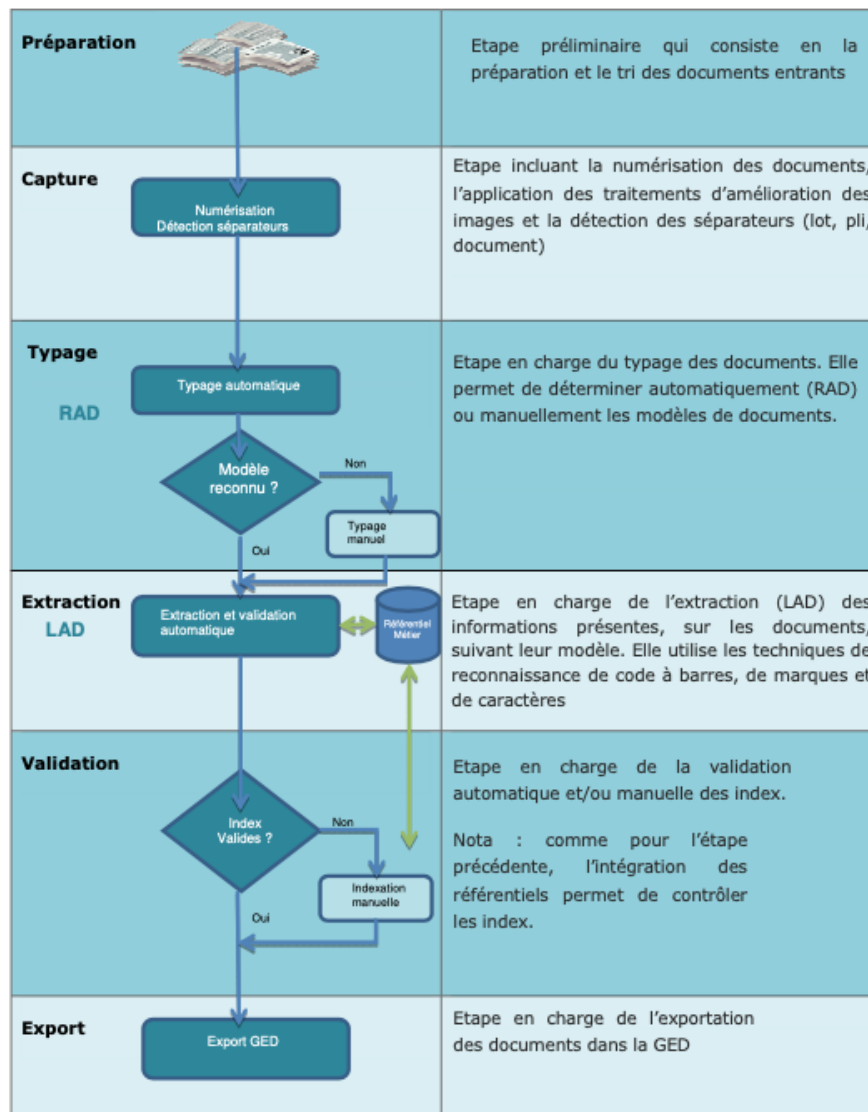 Préparation
Etape préliminaire qui consiste en la
préparation et le tri des documents entrants
Capture
Numérisation
Détection séparateurs
Etape incluant la numérisation des documents,
l'application des traitements d'amélioration des
images et la détection des séparateurs (lot, pli,
document)
Typage
RAD
Typage automatique
Modèle
reconnu ?
Non
Typage
manuel
Oui
Etape en charge du typage des documents. Elle
permet de déterminer automatiquement (RAD)
ou manuellement les modèles de documents.
Extraction
LAD
Extraction et validation
automatique
Référentiel
Métier
Etape en charge de l'extraction (LAD) des
informations présentes, sur les documents,
suivant leur modèle. Elle utilise les techniques de
reconnaissance de code à barres, de marques et
de caractères
Validation
Index
Valides ?
Non
Indexation
manuelle
Oui
Etape en charge de la validation
automatique et/ou manuelle des index.
Nota : comme pour l'étape
précédente, l'intégration des
référentiels permet de contrôler
les index.
Export
Export GED
Etape en charge de l'exportation
des documents dans la GED